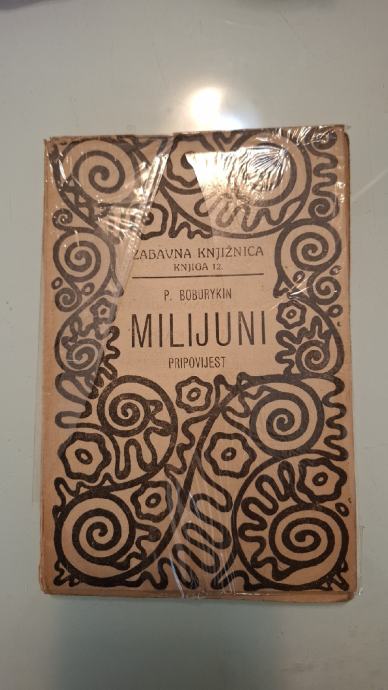 ZABAVNA KNJIŽNICA
KNJIGA 12.
P. BOBORYKIN
MILIJUNI
PRIPOVIJEST